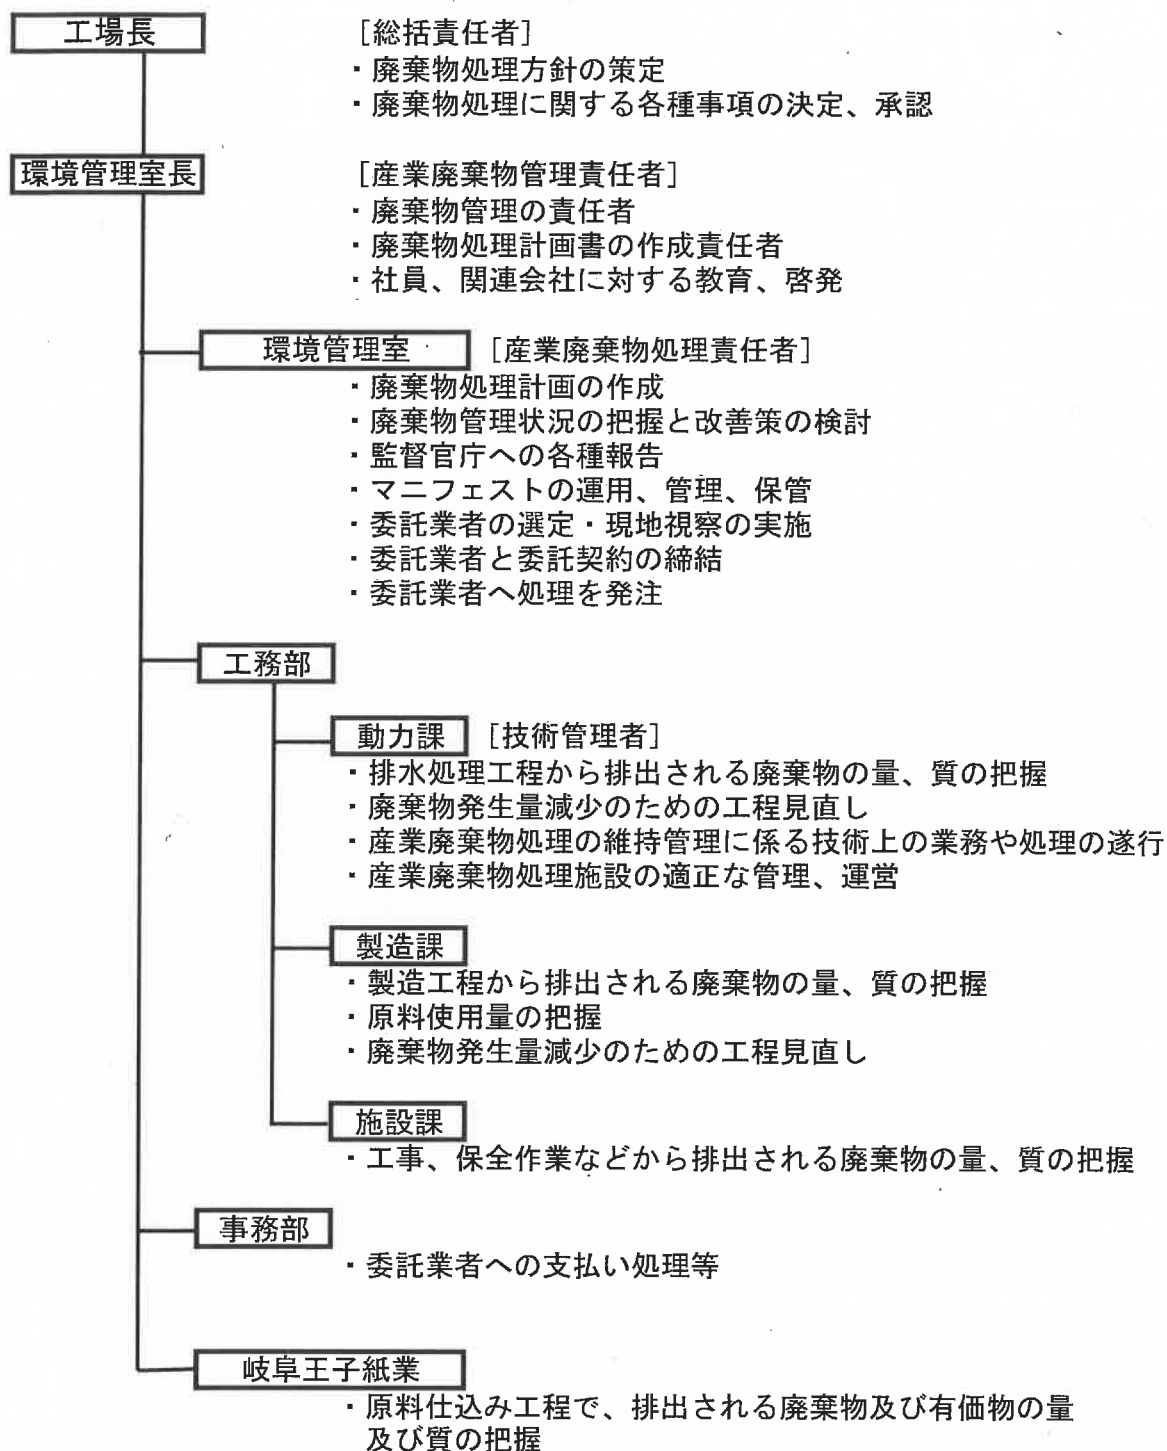 工場長 [総括責任者]
・廃棄物処理方針の策定
・廃棄物処理に関する各種事項の決定、承認
環境管理室長 [産業廃棄物管理責任者]
・廃棄物管理の責任者
・廃棄物処理計画書の作成責任者
・社員、関連会社に対する教育、啓発
環境管理室 [産業廃棄物処理責任者]
・廃棄物処理計画の作成
・廃棄物管理状況の把握と改善策の検討
・監督官庁への各種報告
・マニフェストの運用、管理、保管
・委託業者の選定・現地視察の実施
・委託業者と委託契約の締結
・委託業者へ処理を発注
工務部
動力課 [技術管理者]
・排水処理工程から排出される廃棄物の量、質の把握
・廃棄物発生量減少のための工程見直し
・産業廃棄物処理の維持管理に係る技術上の業務や処理の遂行
・産業廃棄物処理施設の適正な管理、運営
製造課
・製造工程から排出される廃棄物の量、質の把握
・原料使用量の把握
・廃棄物発生量減少のための工程見直し
施設課
・工事、保全作業などから排出される廃棄物の量、質の把握
事務部
・委託業者への支払い処理等
岐阜王子紙業
・原料仕込み工程で、排出される廃棄物及び有価物の量
及び質の把握